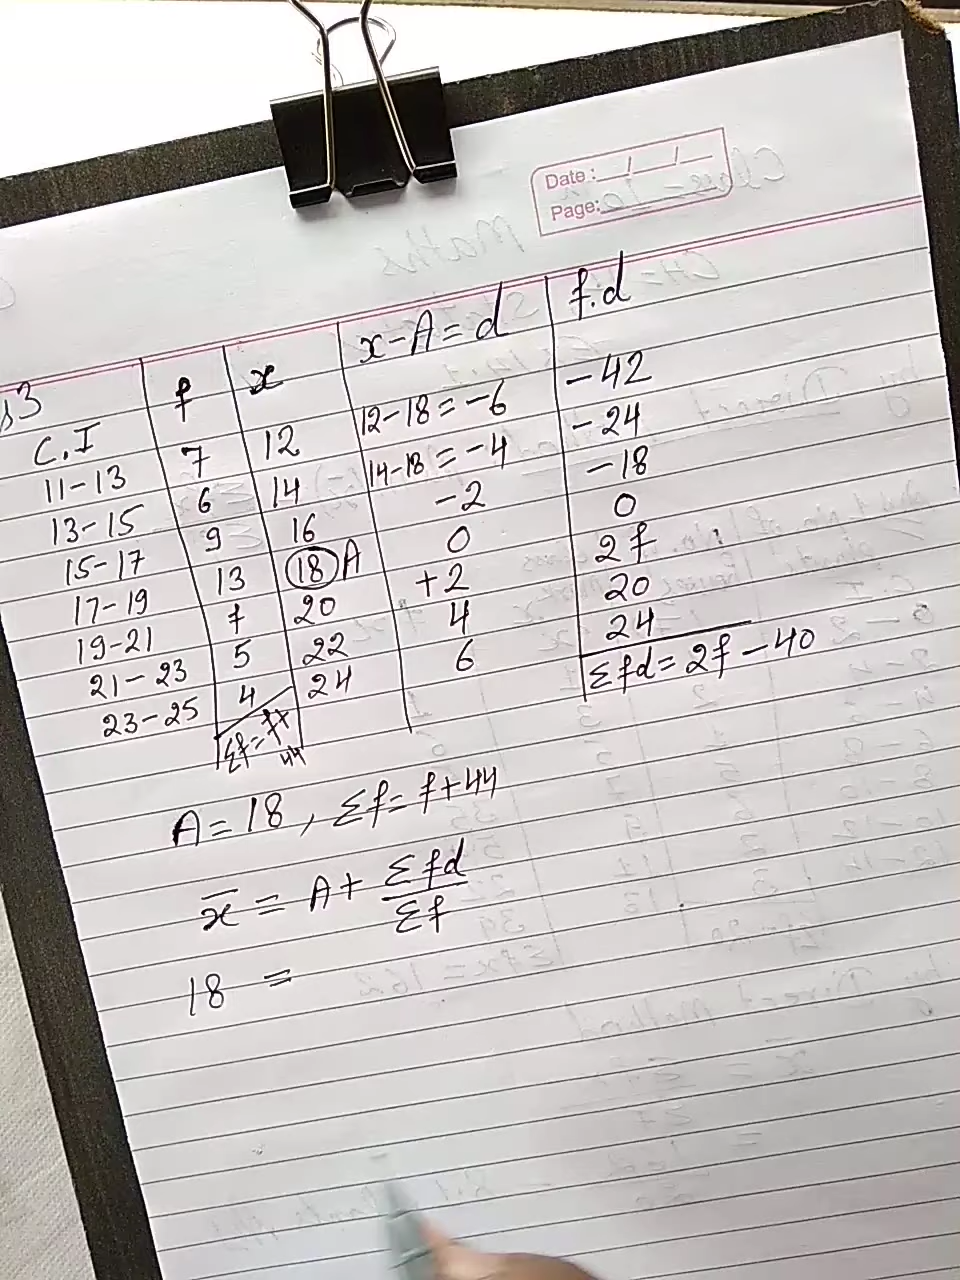 Date:
Page:
C.I f x x-A=d f.d
11-13 7 12 12-18=-6 -42
13-15 6 14 14-18=-4 -24
15-17 9 16 -2 -18
17-19 13 18 A 0 0
19-21 f 20 +2 2f
21-23 5 22 4 20
23-25 4 24 6 24
Σfd=2f-40
44
A=18, Σf=f+44
x̄ = A+ Σfd/Σf
18 =